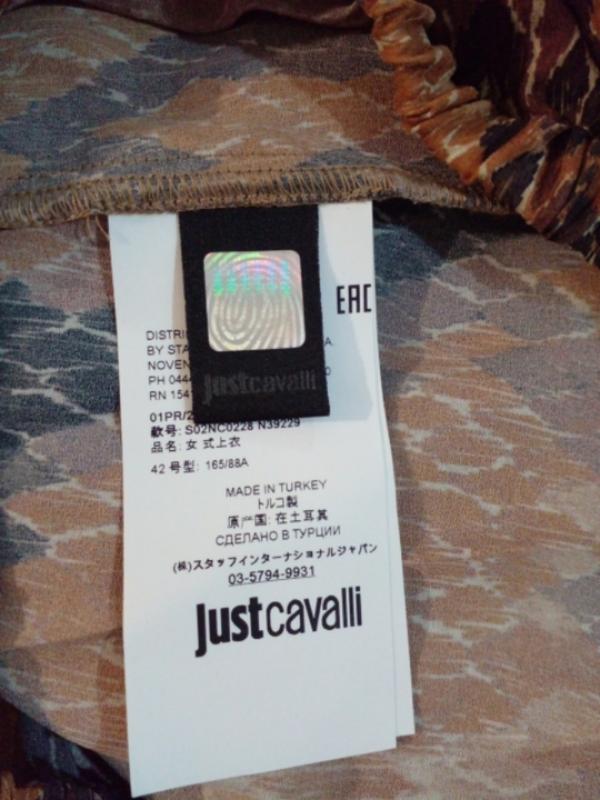 EAC
DISTRI
BY STA A.
NOVEN
PH 044 0
RN 154
justcavalli
01PR/2
款号: S02NC0228 N39229
品名: 女式上衣
42 号型: 165/88A
MADE IN TURKEY
トルコ製
原产国: 在土耳其
СДЕЛАНО В ТУРЦИИ
(株)スタッフインターナショナルジャパン
03-5794-9931
justcavalli